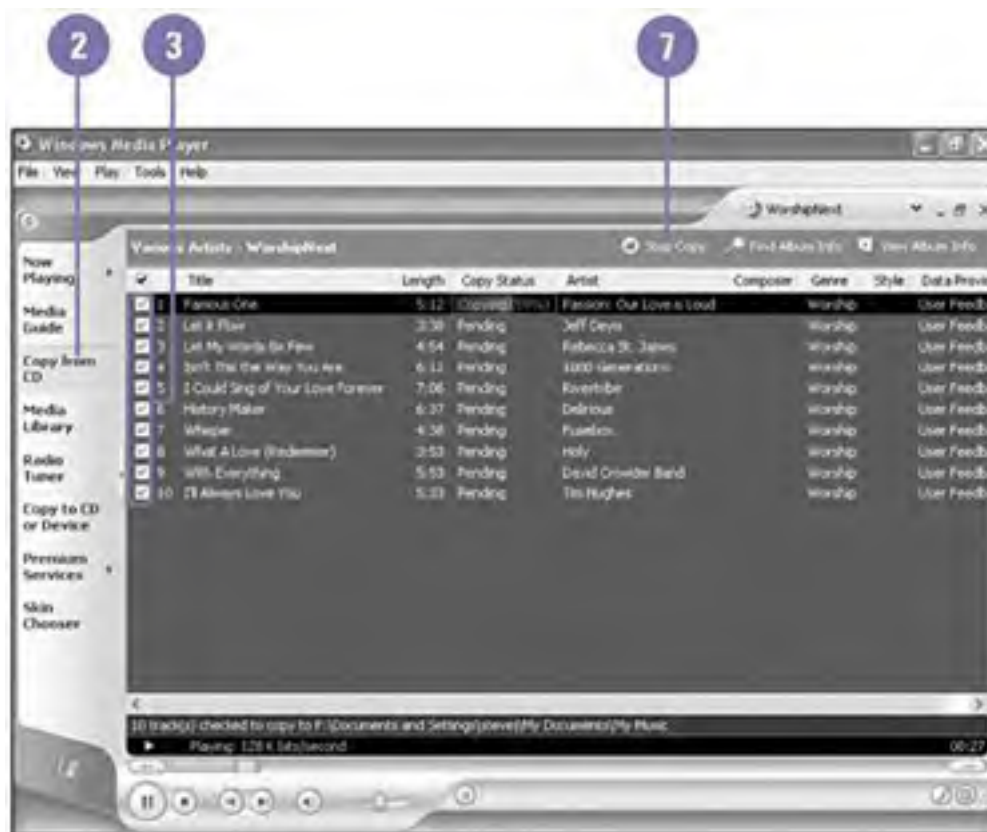 2 3 7
Windows Media Player
File View Play Tools Help
WorshipNext
Various Artists - WorshipNext Stop Copy Find Album Info View Album Info
Now
Playing
Media
Guide
Copy from
CD
Media
Library
Radio
Tuner
Copy to CD
or Device
Premium
Services
Skin
Chooser
Title Length Copy Status Artist Composer Genre Style Data Provi
1 Famous One 5:12 Copying Passion: Our Love is Loud Worship User Feedb
2 Let It Flow 3:38 Pending Jeff Deyo Worship User Feedb
3 Let My Words Be Few 4:54 Pending Rebecca St. James Worship User Feedb
4 Isn't This the Way You Are 6:12 Pending 1000 Generations Worship User Feedb
5 I Could Sing of Your Love Forever 7:06 Pending Rivertribe Worship User Feedb
6 History Maker 6:37 Pending Delirious Worship User Feedb
7 Whisper 4:38 Pending Worship User Feedb
8 What A Love (Redeemer) 3:53 Pending Holy Worship User Feedb
9 With Everything 5:53 Pending David Crowder Band Worship User Feedb
10 I'll Always Love You 5:33 Pending Tim Hughes Worship User Feedb
10 track(s) checked to copy to F:\Documents and Settings\stevej\My Documents\My Music
Playing: 128 K bits/second 00:27